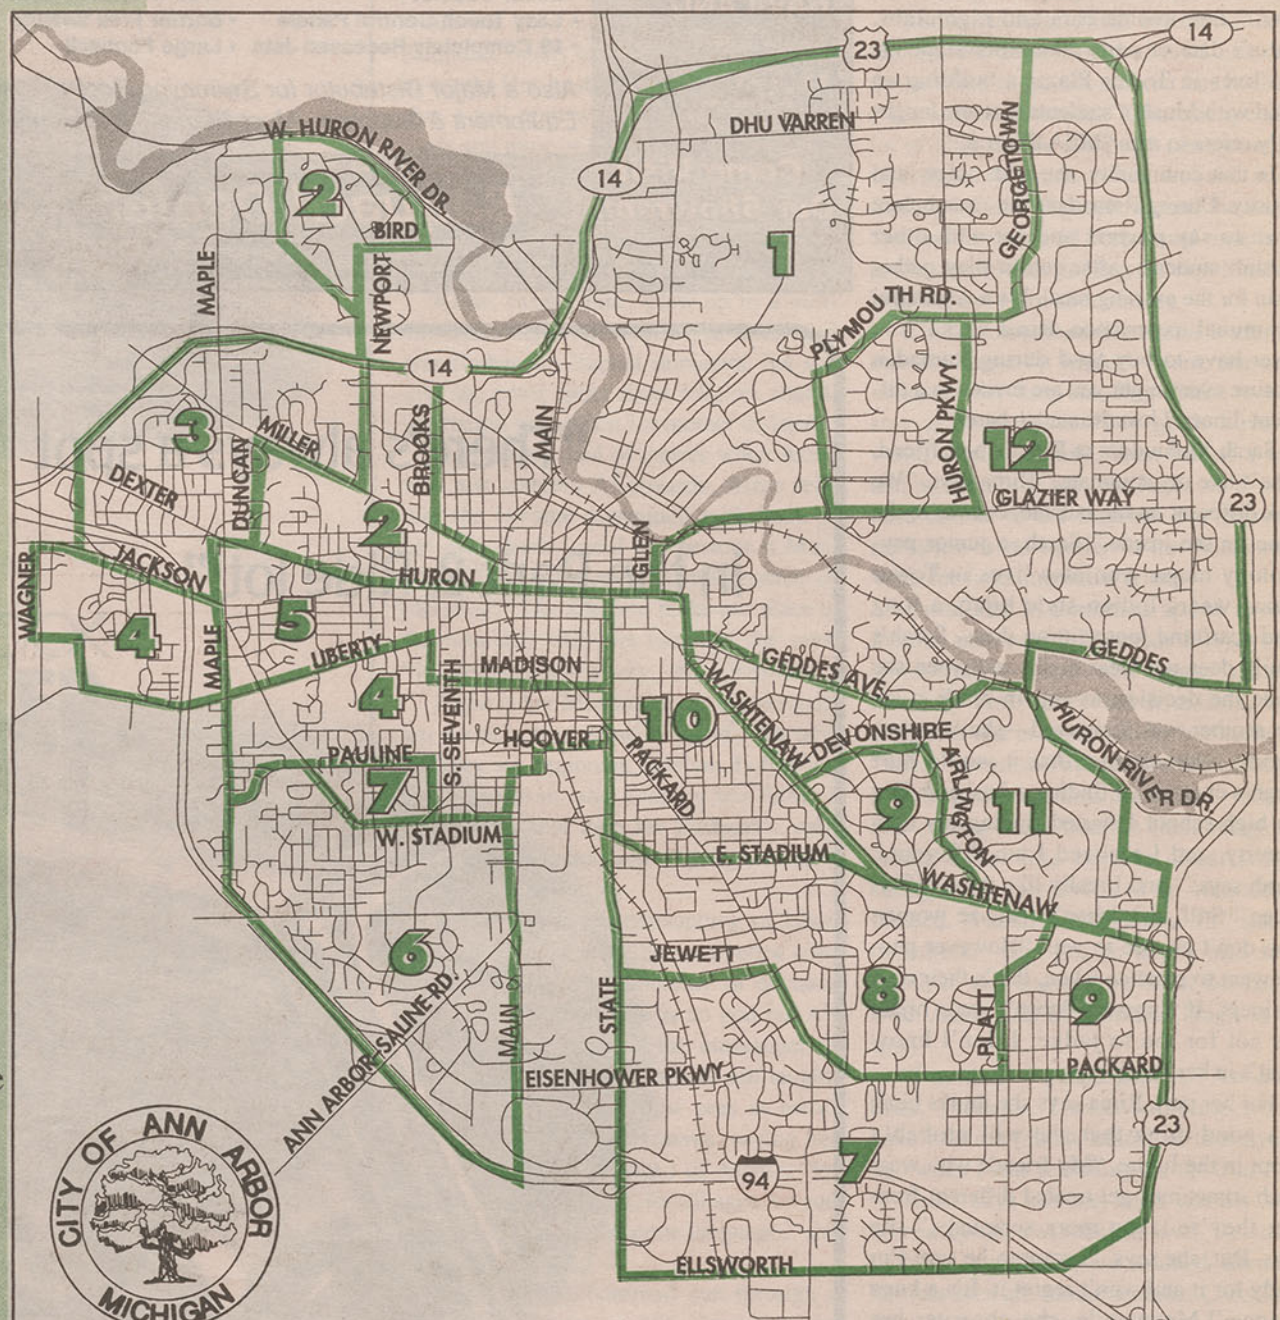 14
23
W. HURON RIVER DR.
DHU VARREN
GEORGETOWN
14
2
BIRD
1
MAPLE
NEWPORT
PLYMOUTH RD.
14
3
MILLER
BROOKS
MAIN
HURON PKWY.
12
DEXTER
DUNCAN
GLAZIER WAY
23
2
GLEN
WAGNER
JACKSON
HURON
5
4
MAPLE
LIBERTY
MADISON
GEDDES AVE.
GEDDES
4
S. SEVENTH
10
WASHTENAW
HURON RIVER DR.
PAULINE
HOOVER
DEVONSHIRE
7
PACKARD
9
ARLINGTON
11
W. STADIUM
E. STADIUM
WASHTENAW
6
JEWETT
8
9
ANN ARBOR-SALINE RD.
MAIN
STATE
PLATT
PACKARD
EISENHOWER PKWY.
23
7
94
ELLSWORTH
CITY OF ANN ARBOR
MICHIGAN